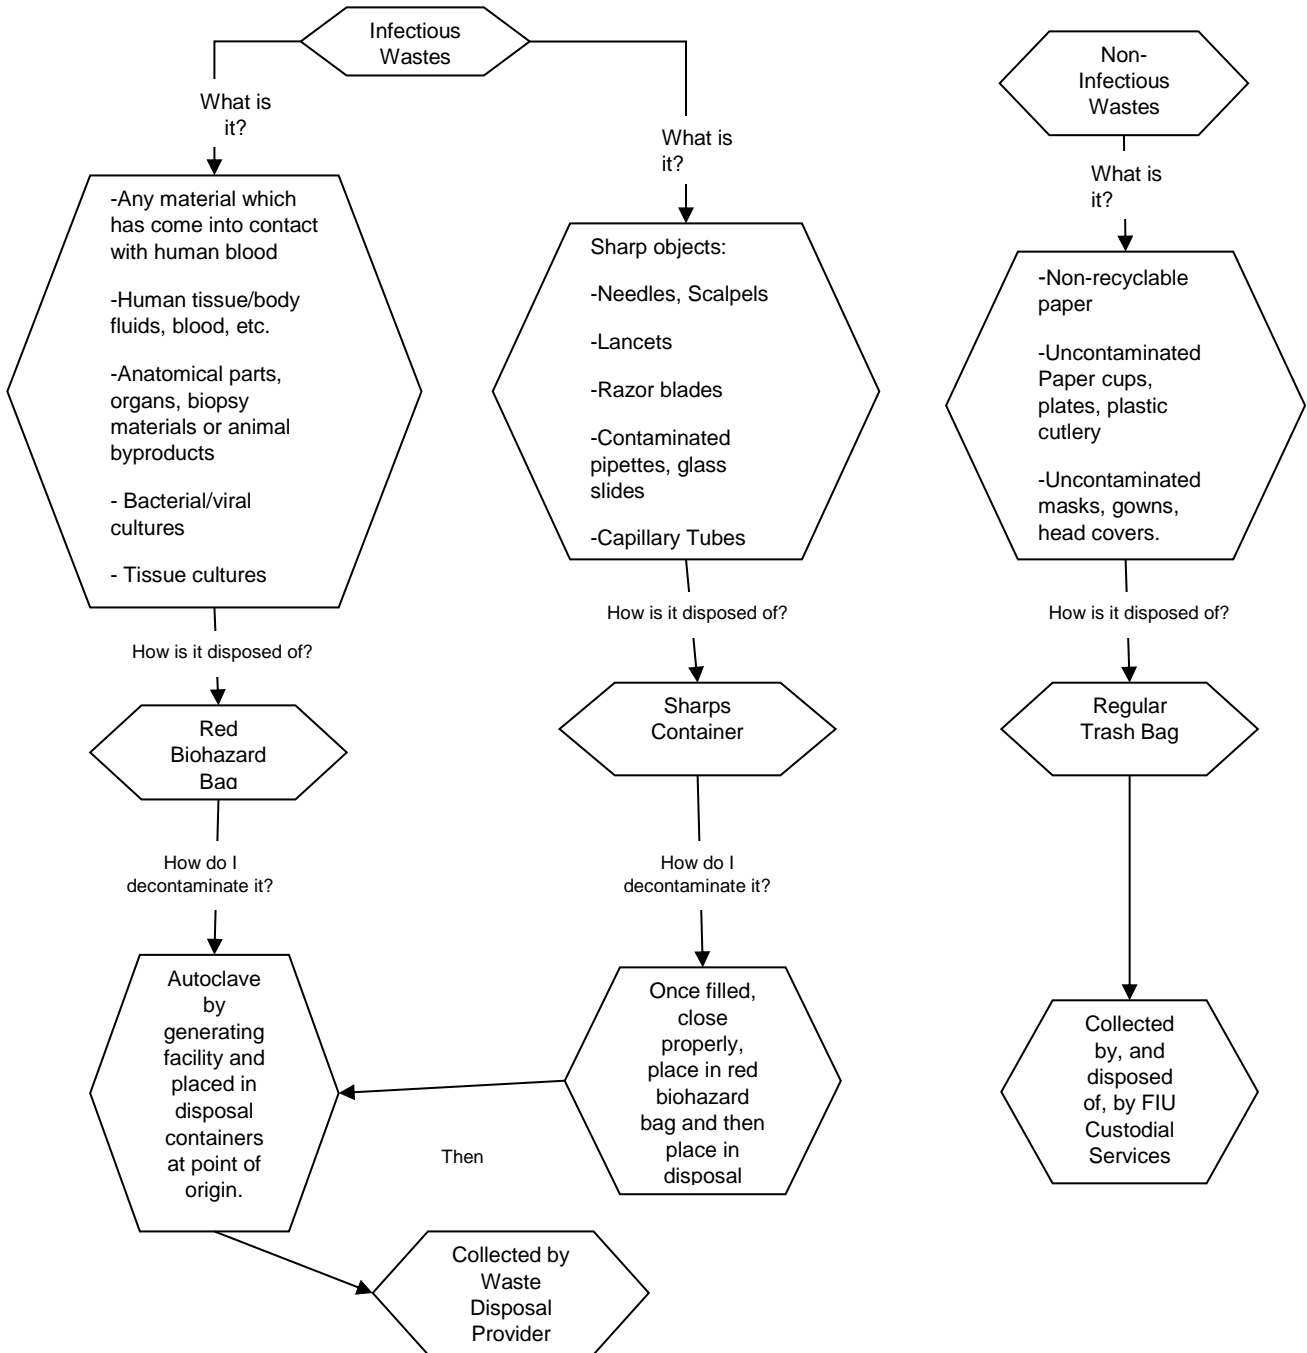 Infectious
Wastes
What is
it?
-Any material which
has come into contact
with human blood
-Human tissue/body
fluids, blood, etc.
-Anatomical parts,
organs, biopsy
materials or animal
byproducts
- Bacterial/viral
cultures
- Tissue cultures
How is it disposed of?
Red
Biohazard
Bag
How do I
decontaminate it?
Autoclave
by
generating
facility and
placed in
disposal
containers
at point of
origin.
What is
it?
Sharp objects:
-Needles, Scalpels
-Lancets
-Razor blades
-Contaminated
pipettes, glass
slides
-Capillary Tubes
How is it disposed of?
Sharps
Container
How do I
decontaminate it?
Once filled,
close
properly,
place in red
biohazard
bag and then
place in
disposal
Then
Collected by
Waste
Disposal
Provider
Non-
Infectious
Wastes
What is
it?
-Non-recyclable
paper
-Uncontaminated
Paper cups,
plates, plastic
cutlery
-Uncontaminated
masks, gowns,
head covers.
How is it disposed of?
Regular
Trash Bag
Collected
by, and
disposed
of, by FIU
Custodial
Services